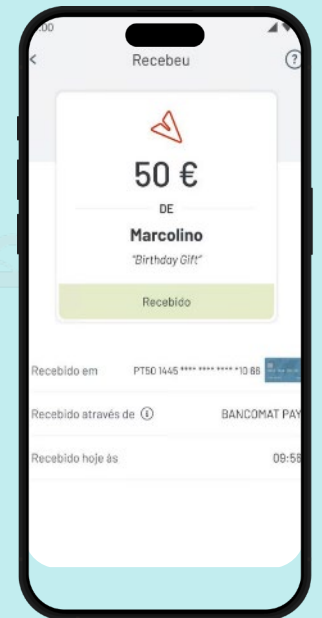 :00
Recebeu
?
50 €
DE
Marcolino
"Birthday Gift"
Recebido
Recebido em PT50 1445 **** **** **** *10 66
Recebido através de i BANCOMAT PAY
Recebido hoje às 09:56